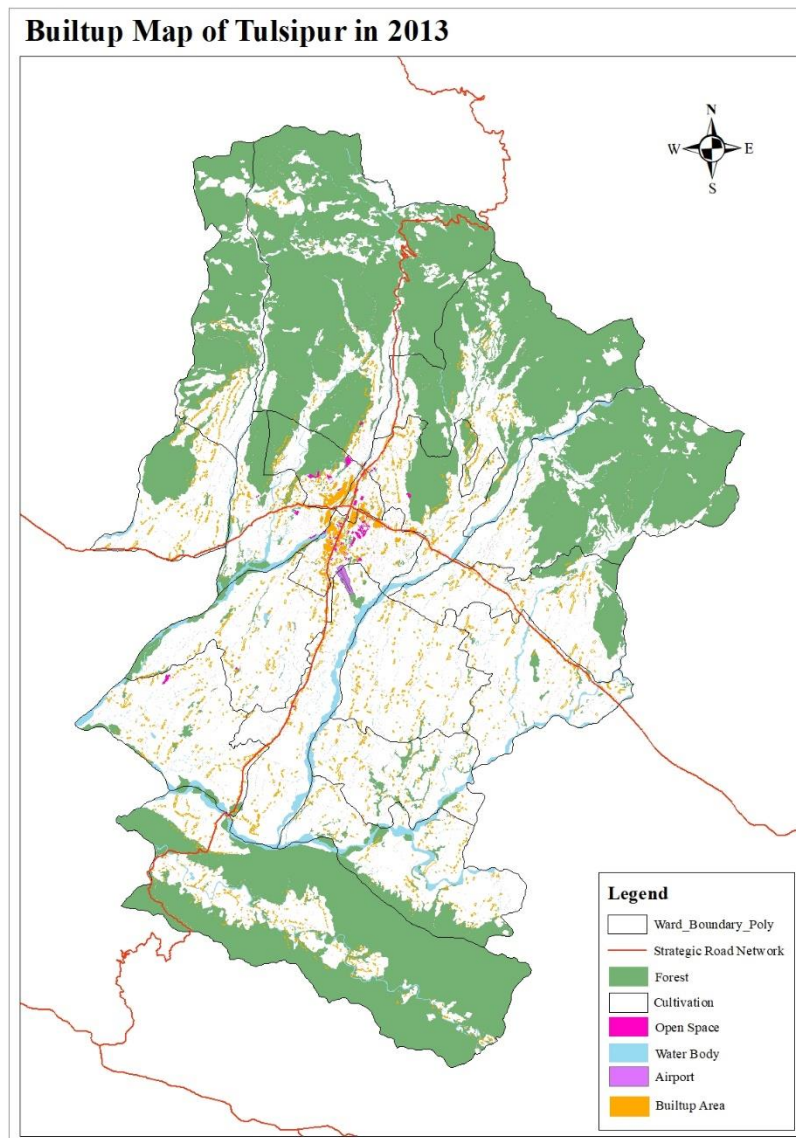 Builtup Map of Tulsipur in 2013
N
W E
S
Legend
Ward_Boundary_Poly
Strategic Road Network
Forest
Cultivation
Open Space
Water Body
Airport
Builtup Area